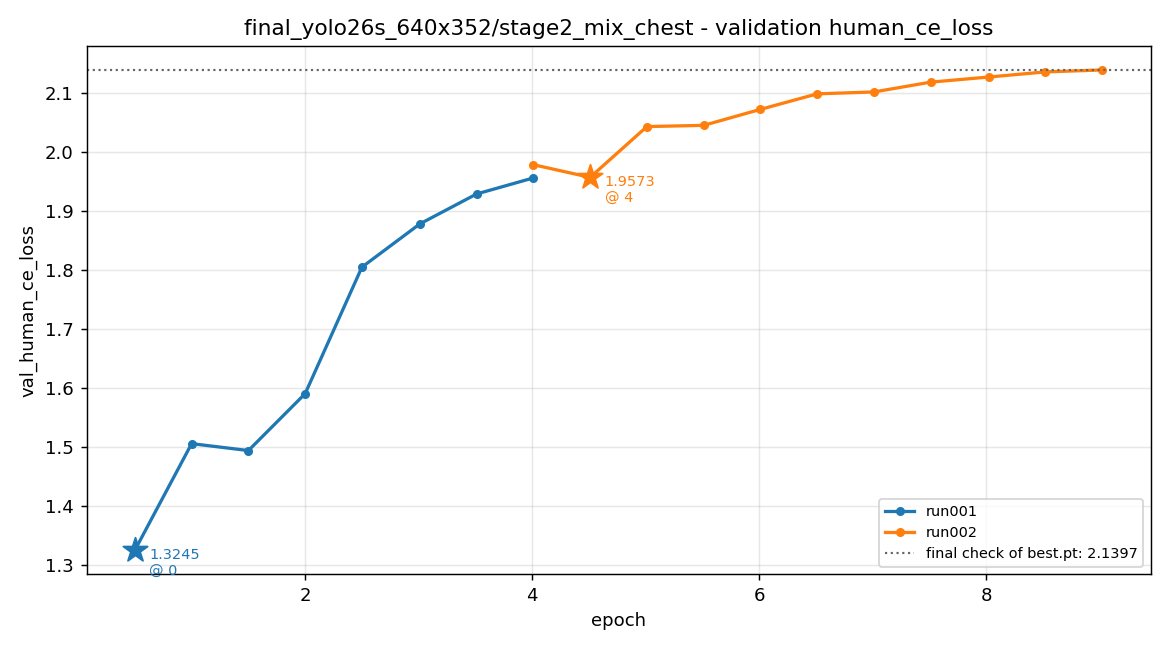 final_yolo26s_640x352/stage2_mix_chest - validation human_ce_loss
val_human_ce_loss
2.1
2.0
1.9
1.8
1.7
1.6
1.5
1.4
1.3
1.9573
@ 4
1.3245
@ 0
run001
run002
final check of best.pt: 2.1397
2
4
6
8
epoch